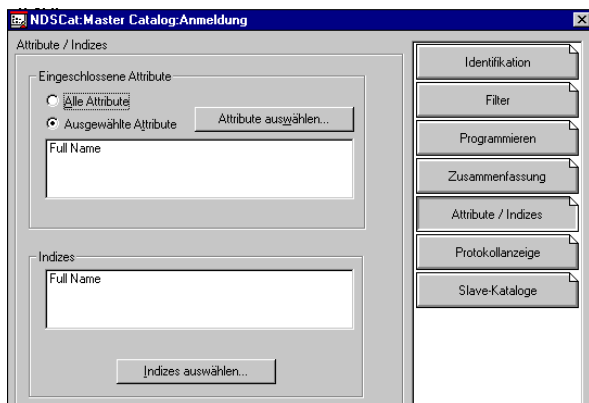 NDSCat:Master Catalog:Anmeldung
Attribute / Indizes
Eingeschlossene Attribute
Alle Attribute
Ausgewählte Attribute
Attribute auswählen...
Full Name
Indizes
Full Name
Indizes auswählen...
Identifikation
Filter
Programmieren
Zusammenfassung
Attribute / Indizes
Protokollanzeige
Slave-Kataloge